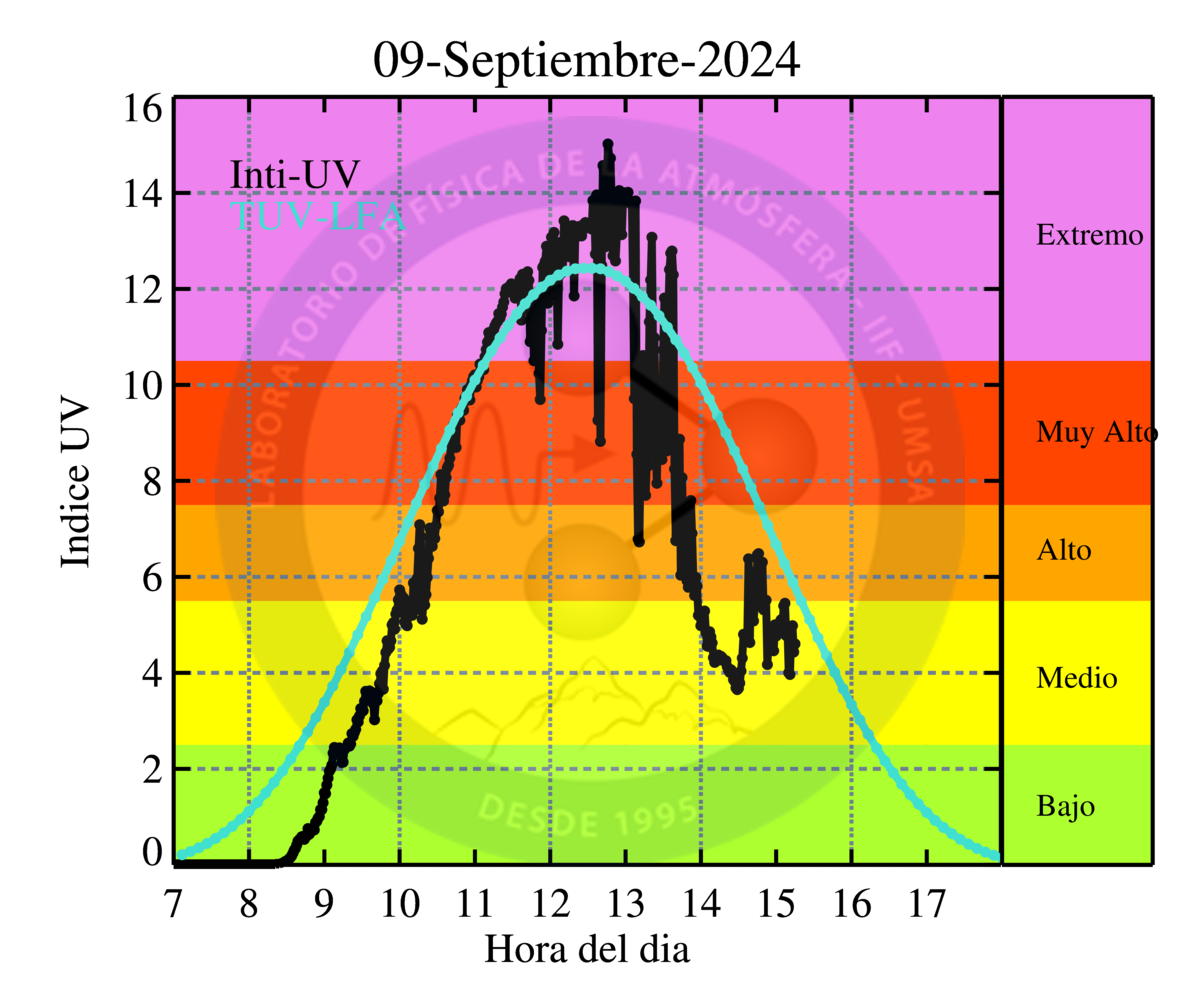 09-Septiembre-2024
Inti-UV
TUV-LFA
LABORATORIO DE FÍSICA DE LA ATMÓSFERA - IIF - UMSA
DESDE 1995
Indice UV
16
14
12
10
8
6
4
2
0
Extremo
Muy Alto
Alto
Medio
Bajo
7 8 9 10 11 12 13 14 15 16 17
Hora del dia